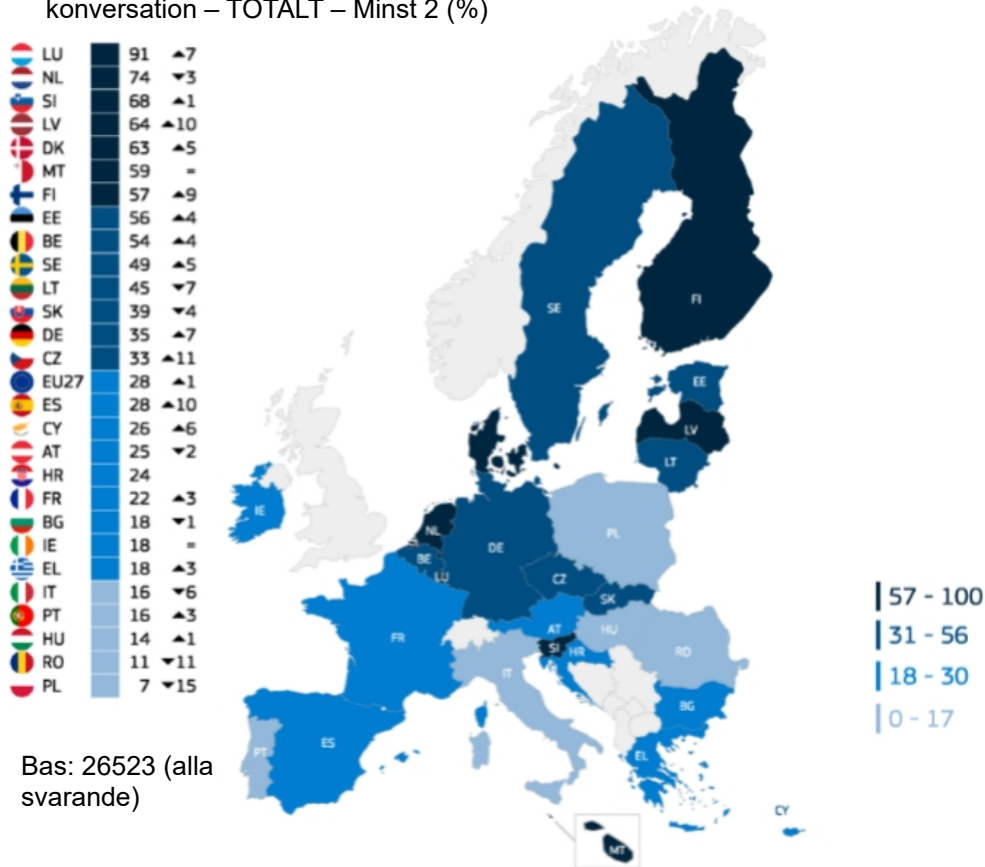 konversation – TOTALT – Minst 2 (%)
LU 91 ▲7
NL 74 ▼3
SI 68 ▲1
LV 64 ▲10
DK 63 ▲5
MT 59 =
FI 57 ▲9
EE 56 ▲4
BE 54 ▲4
SE 49 ▲5
LT 45 ▼7
SK 39 ▼4
DE 35 ▲7
CZ 33 ▲11
EU27 28 ▲1
ES 28 ▲10
CY 26 ▲6
AT 25 ▼2
HR 24
FR 22 ▲3
BG 18 ▼1
IE 18 =
EL 18 ▲3
IT 16 ▼6
PT 16 ▲3
HU 14 ▲1
RO 11 ▼11
PL 7 ▼15
Bas: 26523 (alla
svarande)
FI
SE
EE
LV
LT
IE
NL
PL
DE
BE
LU
CZ
SK
FR
AT
HU
SI
HR
RO
IT
BG
PT
ES
EL
CY
MT
57 - 100
31 - 56
18 - 30
0 - 17